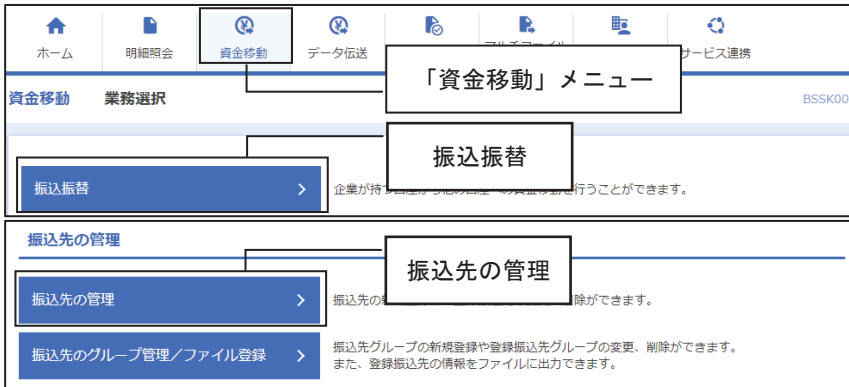 ホーム 明細照会 資金移動 データ伝送 サービス連携
「資金移動」メニュー
資金移動 業務選択 BSSK00
振込振替
振込振替 企業が持つ
資金移動を行うことができます。
振込先の管理
振込先の管理
振込先の管理 振込先の
除ができます。
振込先のグループ管理／ファイル登録 振込先グループの新規登録や登録振込先グループの変更、削除ができます。
また、登録振込先の情報をファイルに出力できます。